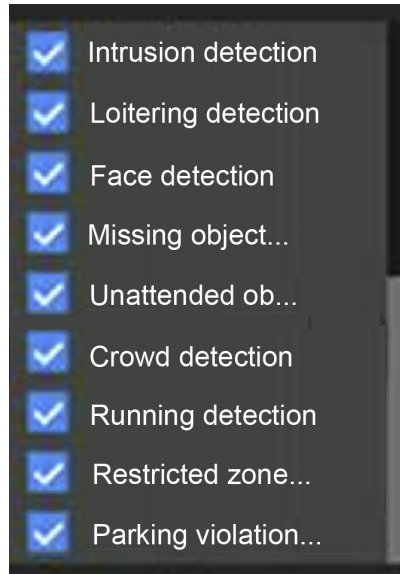 Intrusion detection
Loitering detection
Face detection
Missing object...
Unattended ob...
Crowd detection
Running detection
Restricted zone...
Parking violation...